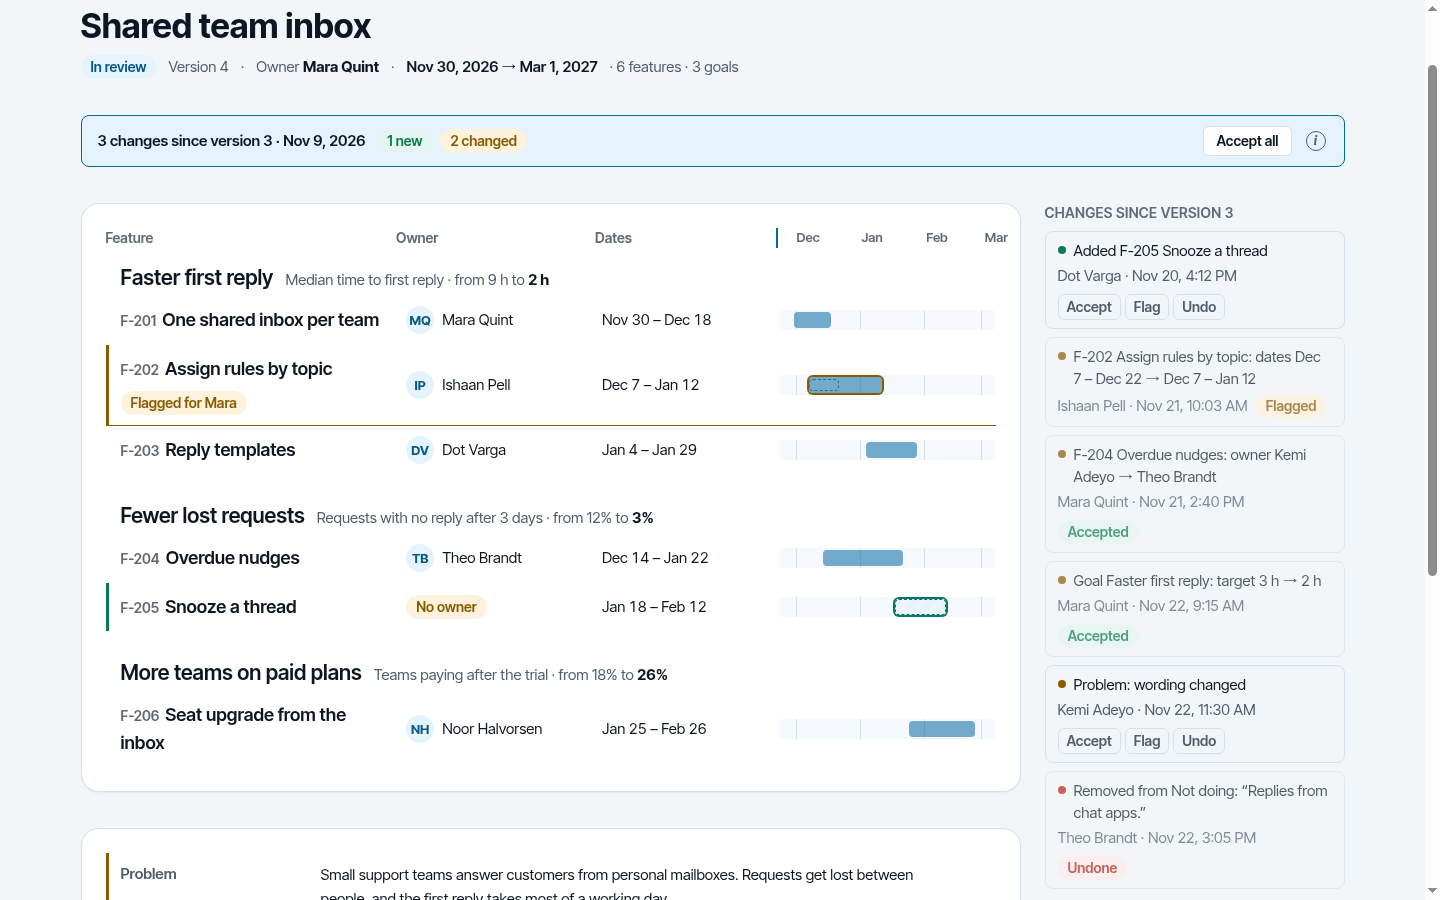 Shared team inbox
In review Version 4 · Owner Mara Quint · Nov 30, 2026 → Mar 1, 2027 · 6 features · 3 goals
3 changes since version 3 · Nov 9, 2026 1 new 2 changed Accept all i
Feature Owner Dates Dec Jan Feb Mar
Faster first reply Median time to first reply · from 9 h to 2 h
F-201 One shared inbox per team MQ Mara Quint Nov 30 – Dec 18
F-202 Assign rules by topic IP Ishaan Pell Dec 7 – Jan 12
Flagged for Mara
F-203 Reply templates DV Dot Varga Jan 4 – Jan 29
Fewer lost requests Requests with no reply after 3 days · from 12% to 3%
F-204 Overdue nudges TB Theo Brandt Dec 14 – Jan 22
F-205 Snooze a thread No owner Jan 18 – Feb 12
More teams on paid plans Teams paying after the trial · from 18% to 26%
F-206 Seat upgrade from the
inbox NH Noor Halvorsen Jan 25 – Feb 26
Problem Small support teams answer customers from personal mailboxes. Requests get lost between
people, and the first reply takes most of a working day.
CHANGES SINCE VERSION 3
Added F-205 Snooze a thread
Dot Varga · Nov 20, 4:12 PM
Accept Flag Undo
F-202 Assign rules by topic: dates Dec
7 – Dec 22 → Dec 7 – Jan 12
Ishaan Pell · Nov 21, 10:03 AM Flagged
F-204 Overdue nudges: owner Kemi
Adeyo → Theo Brandt
Mara Quint · Nov 21, 2:40 PM
Accepted
Goal Faster first reply: target 3 h → 2 h
Mara Quint · Nov 22, 9:15 AM
Accepted
Problem: wording changed
Kemi Adeyo · Nov 22, 11:30 AM
Accept Flag Undo
Removed from Not doing: “Replies from
chat apps.”
Theo Brandt · Nov 22, 3:05 PM
Undone